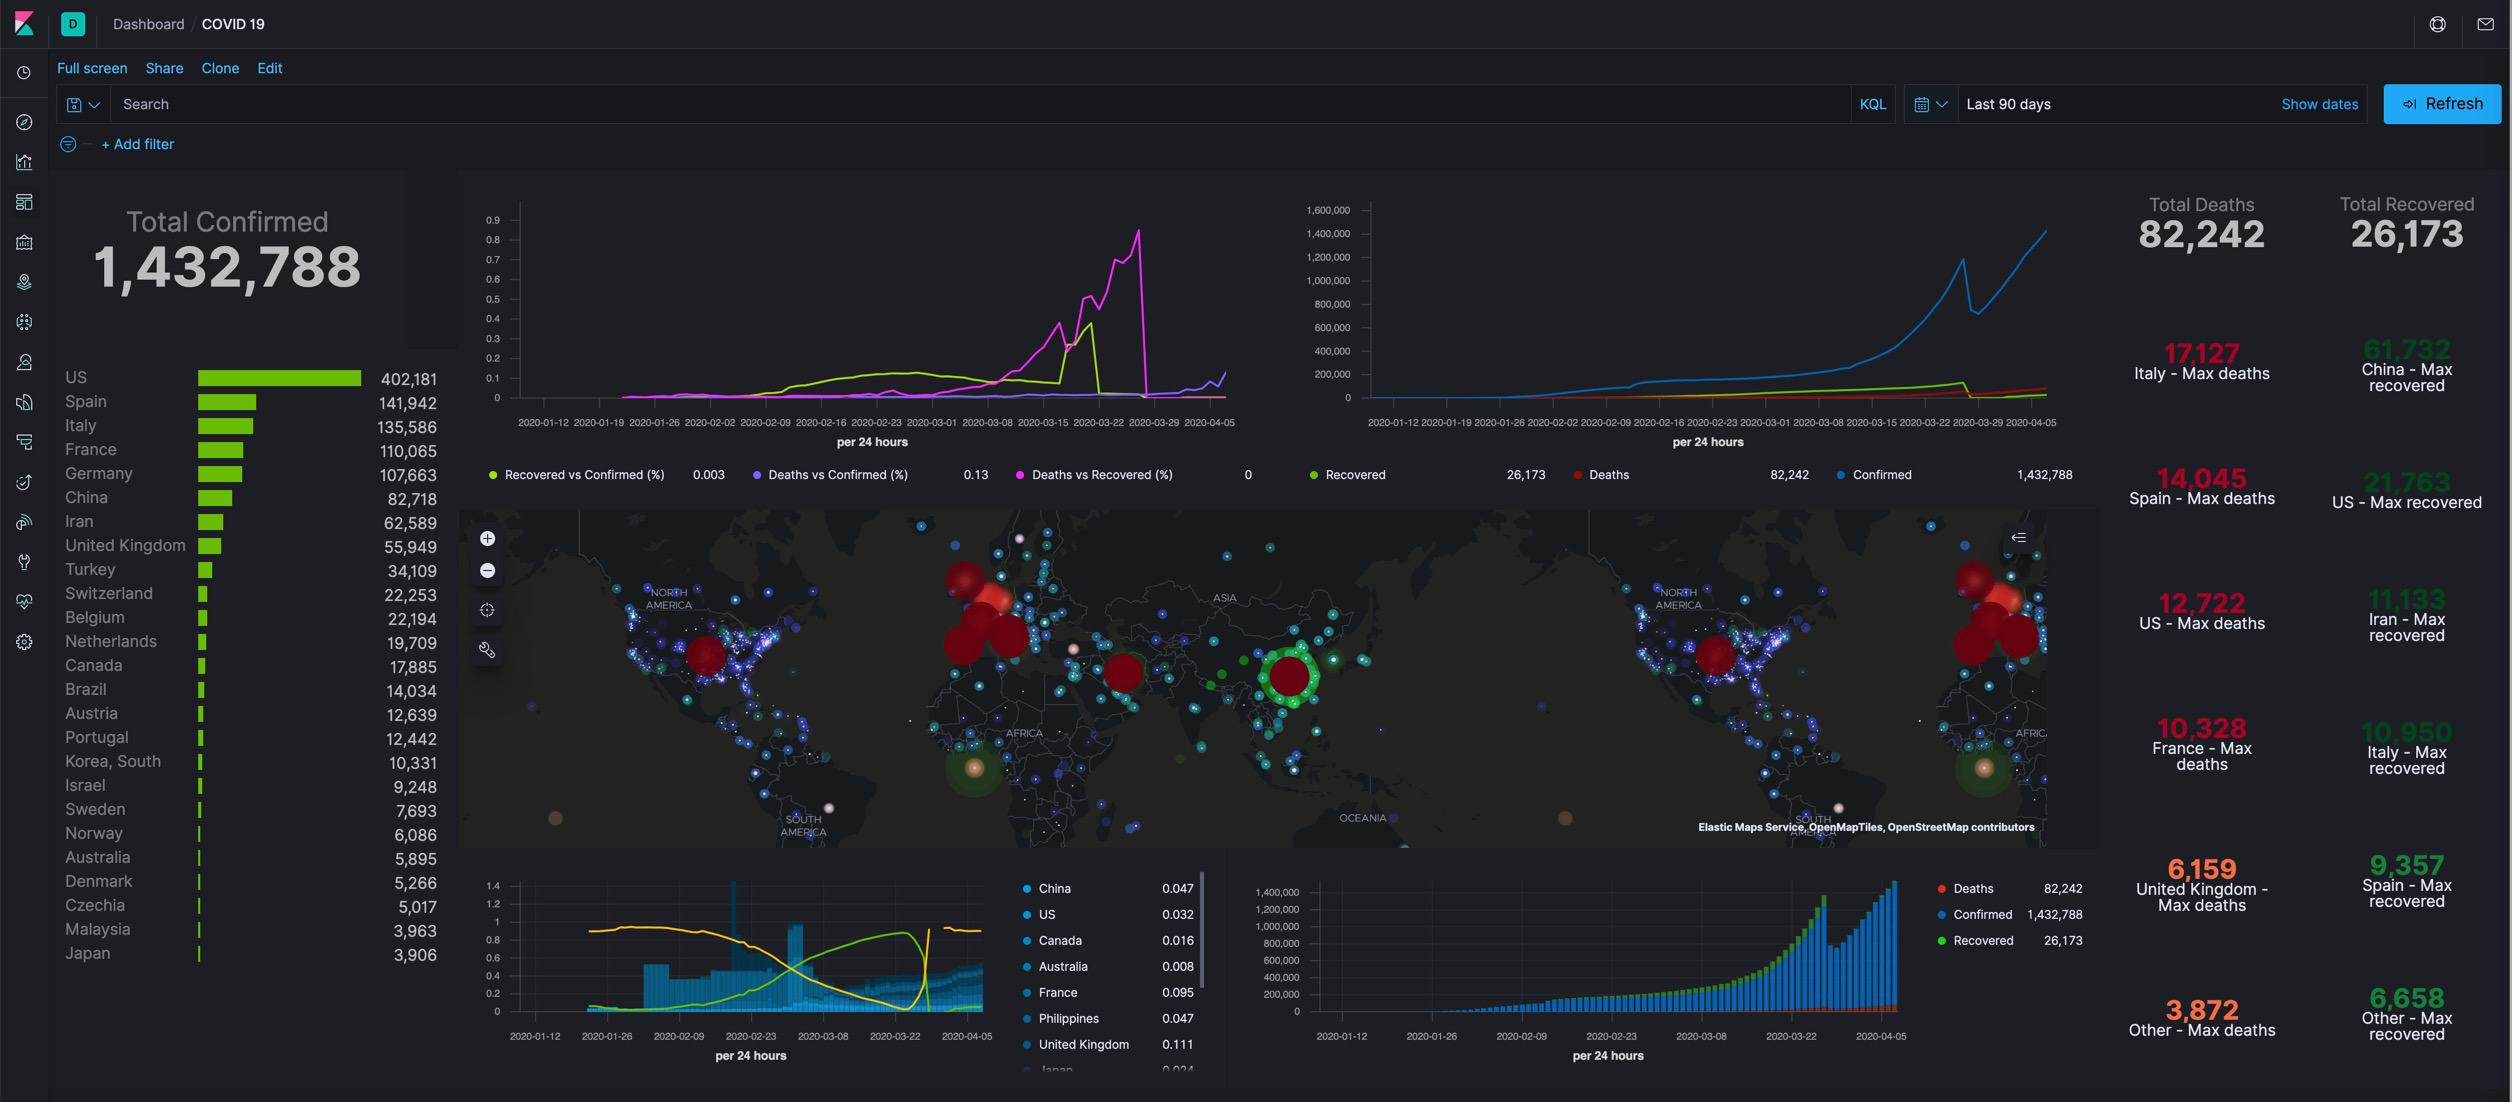 D
Dashboard / COVID 19
Full screen Share Clone Edit
Search KQL Last 90 days Show dates Refresh
+ Add filter
Total Confirmed
1,432,788
US 402,181
Spain 141,942
Italy 135,586
France 110,065
Germany 107,663
China 82,718
Iran 62,589
United Kingdom 55,949
Turkey 34,109
Switzerland 22,253
Belgium 22,194
Netherlands 19,709
Canada 17,885
Brazil 14,034
Austria 12,639
Portugal 12,442
Korea, South 10,331
Israel 9,248
Sweden 7,693
Norway 6,086
Australia 5,895
Denmark 5,266
Czechia 5,017
Malaysia 3,963
Japan 3,906
0.9
0.8
0.7
0.6
0.5
0.4
0.3
0.2
0.1
0
2020-01-12 2020-01-19 2020-01-26 2020-02-02 2020-02-09 2020-02-16 2020-02-23 2020-03-01 2020-03-08 2020-03-15 2020-03-22 2020-03-29 2020-04-05
per 24 hours
Recovered vs Confirmed (%) 0.003 Deaths vs Confirmed (%) 0.13 Deaths vs Recovered (%) 0
1,600,000
1,400,000
1,200,000
1,000,000
800,000
600,000
400,000
200,000
0
2020-01-12 2020-01-19 2020-01-26 2020-02-02 2020-02-09 2020-02-16 2020-02-23 2020-03-01 2020-03-08 2020-03-15 2020-03-22 2020-03-29 2020-04-05
per 24 hours
Recovered 26,173 Deaths 82,242 Confirmed 1,432,788
NORTH
AMERICA
ASIA
AFRICA
SOUTH
AMERICA
OCEANIA
NORTH
AMERICA
AFRICA
SOUTH
AMERICA
Elastic Maps Service, OpenMapTiles, OpenStreetMap contributors
1.4
1.2
1
0.8
0.6
0.4
0.2
0
2020-01-12 2020-01-26 2020-02-09 2020-02-23 2020-03-08 2020-03-22 2020-04-05
per 24 hours
China 0.047
US 0.032
Canada 0.016
Australia 0.008
France 0.095
Philippines 0.047
United Kingdom 0.111
Japan 0.024
1,400,000
1,200,000
1,000,000
800,000
600,000
400,000
200,000
0
2020-01-12 2020-01-26 2020-02-09 2020-02-23 2020-03-08 2020-03-22 2020-04-05
per 24 hours
Deaths 82,242
Confirmed 1,432,788
Recovered 26,173
Total Deaths
82,242
17,127
Italy - Max deaths
14,045
Spain - Max deaths
12,722
US - Max deaths
10,328
France - Max
deaths
6,159
United Kingdom -
Max deaths
3,872
Other - Max deaths
Total Recovered
26,173
61,732
China - Max
recovered
21,763
US - Max recovered
11,133
Iran - Max
recovered
10,950
Italy - Max
recovered
9,357
Spain - Max
recovered
6,658
Other - Max
recovered